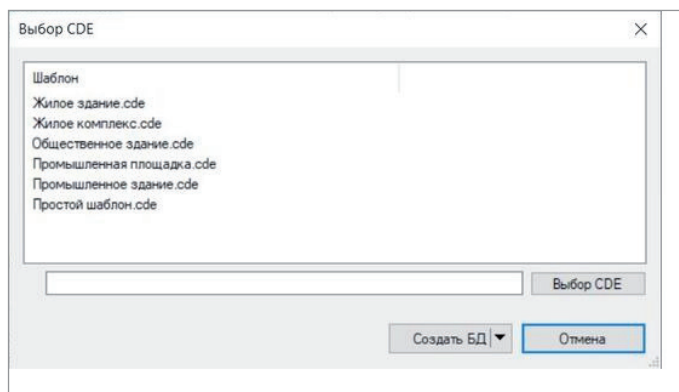 Выбор CDE
Шаблон
Жилое здание.cde
Жилое комплекс.cde
Общественное здание.cde
Промышленная площадка.cde
Промышленное здание.cde
Простой шаблон.cde
Выбор CDE
Создать БД Отмена